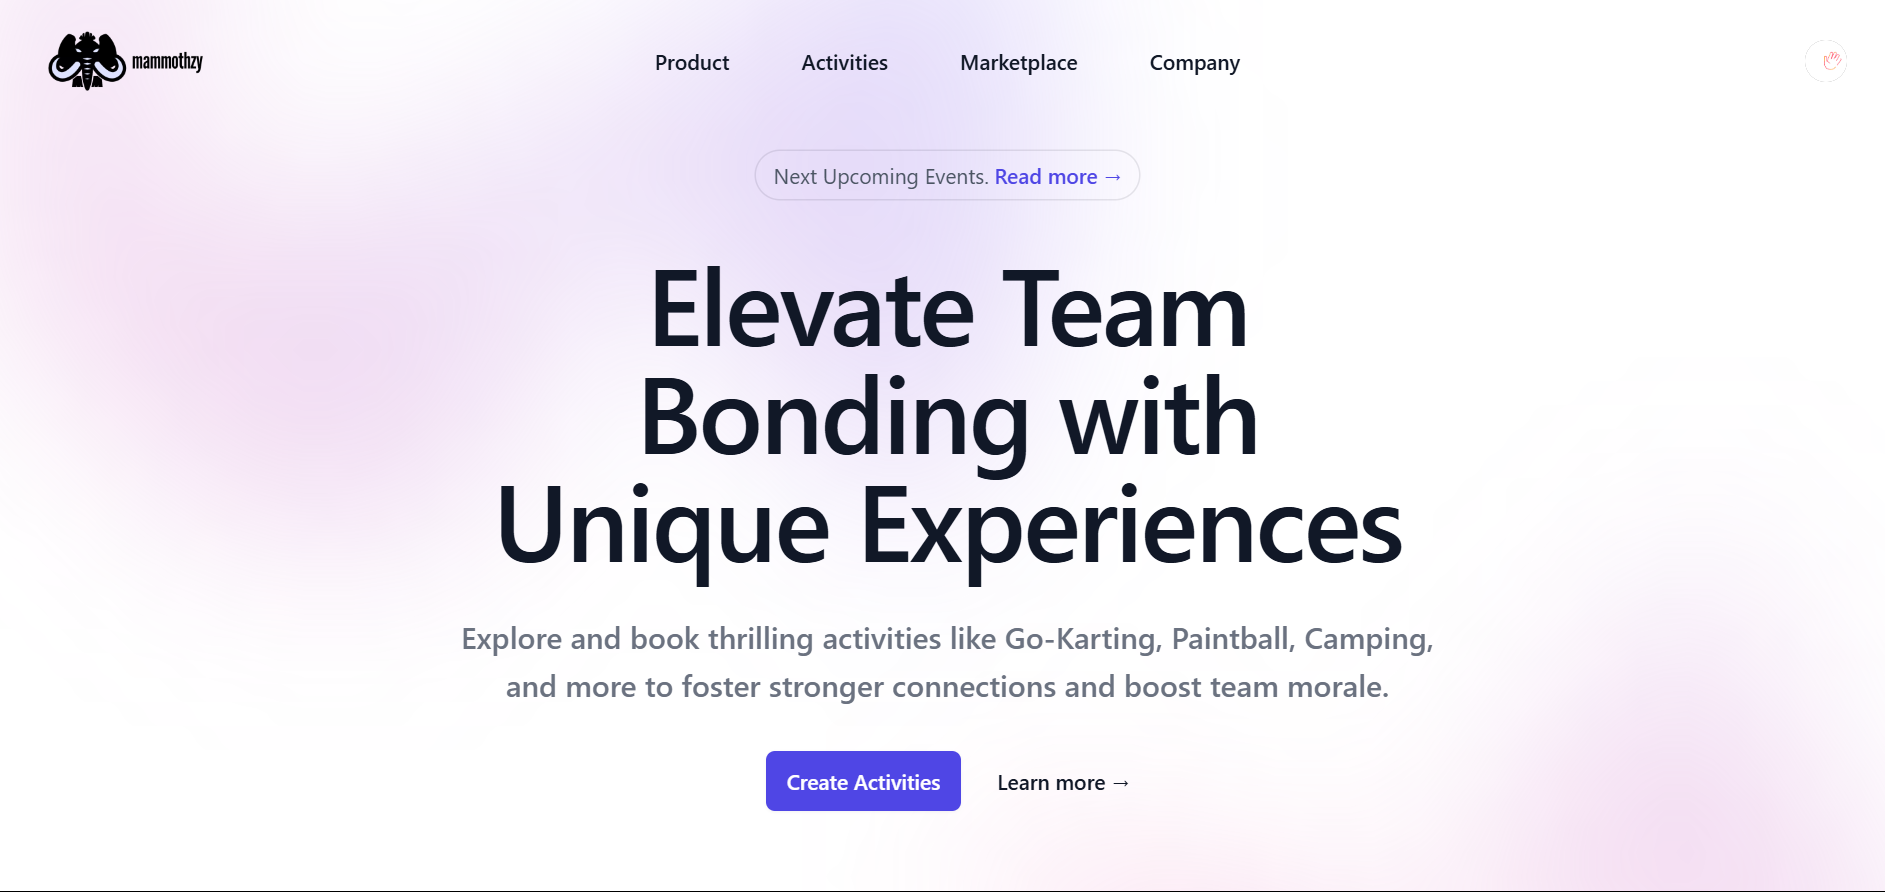 mammothzy
Product
Activities
Marketplace
Company
Next Upcoming Events. Read more →
Elevate Team
Bonding with
Unique Experiences
Explore and book thrilling activities like Go-Karting, Paintball, Camping,
and more to foster stronger connections and boost team morale.
Create Activities
Learn more →